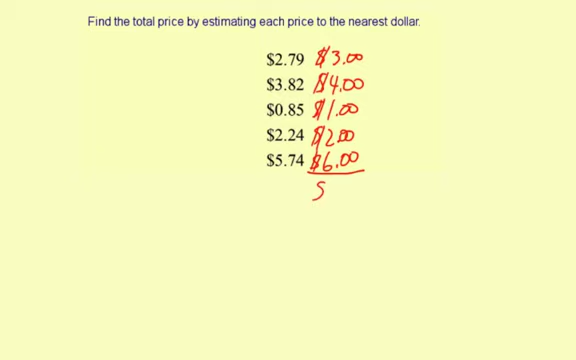 Find the total price by estimating each price to the nearest dollar.
$2.79 $3.00
$3.82 $4.00
$0.85 $1.00
$2.24 $2.00
$5.74 $6.00
S